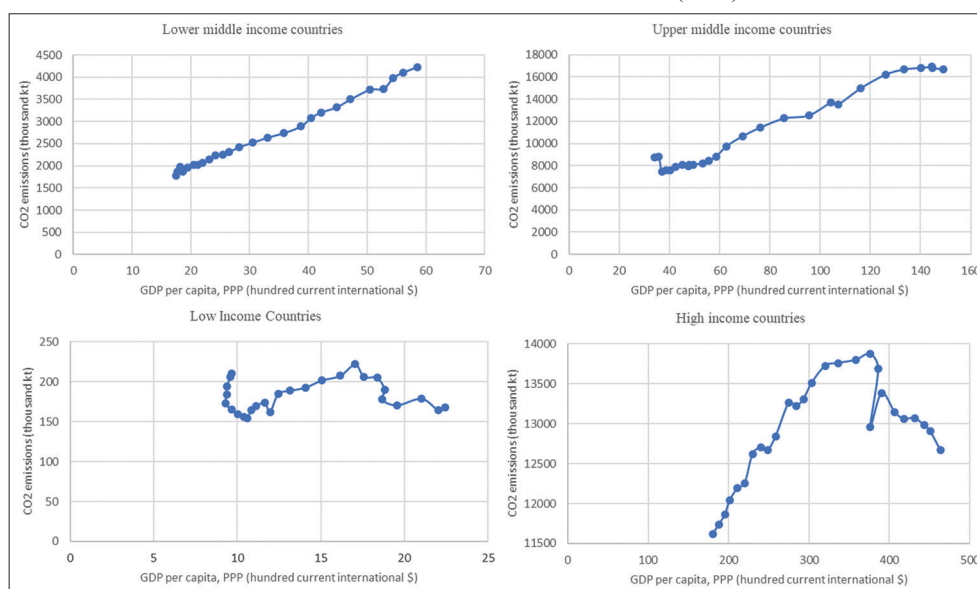 Lower middle income countries
4500
4000
3500
3000
2500
2000
1500
1000
500
0
CO2 emissions (thousand kt)
0 10 20 30 40 50 60 70
GDP per capita, PPP (hundred current international $)
Upper middle income countries
18000
16000
14000
12000
10000
8000
6000
4000
2000
0
CO2 emissions (thousand kt)
0 20 40 60 80 100 120 140 160
GDP per capita, PPP (hundred current international $)
Low Income Countries
250
200
150
100
50
0
CO2 emissions (thousand kt)
0 5 10 15 20 25
GDP per capita, PPP (hundred current international $)
High income countries
14000
13500
13000
12500
12000
11500
CO2 emissions (thousand kt)
0 100 200 300 400 500
GDP per capita, PPP (hundred current international $)